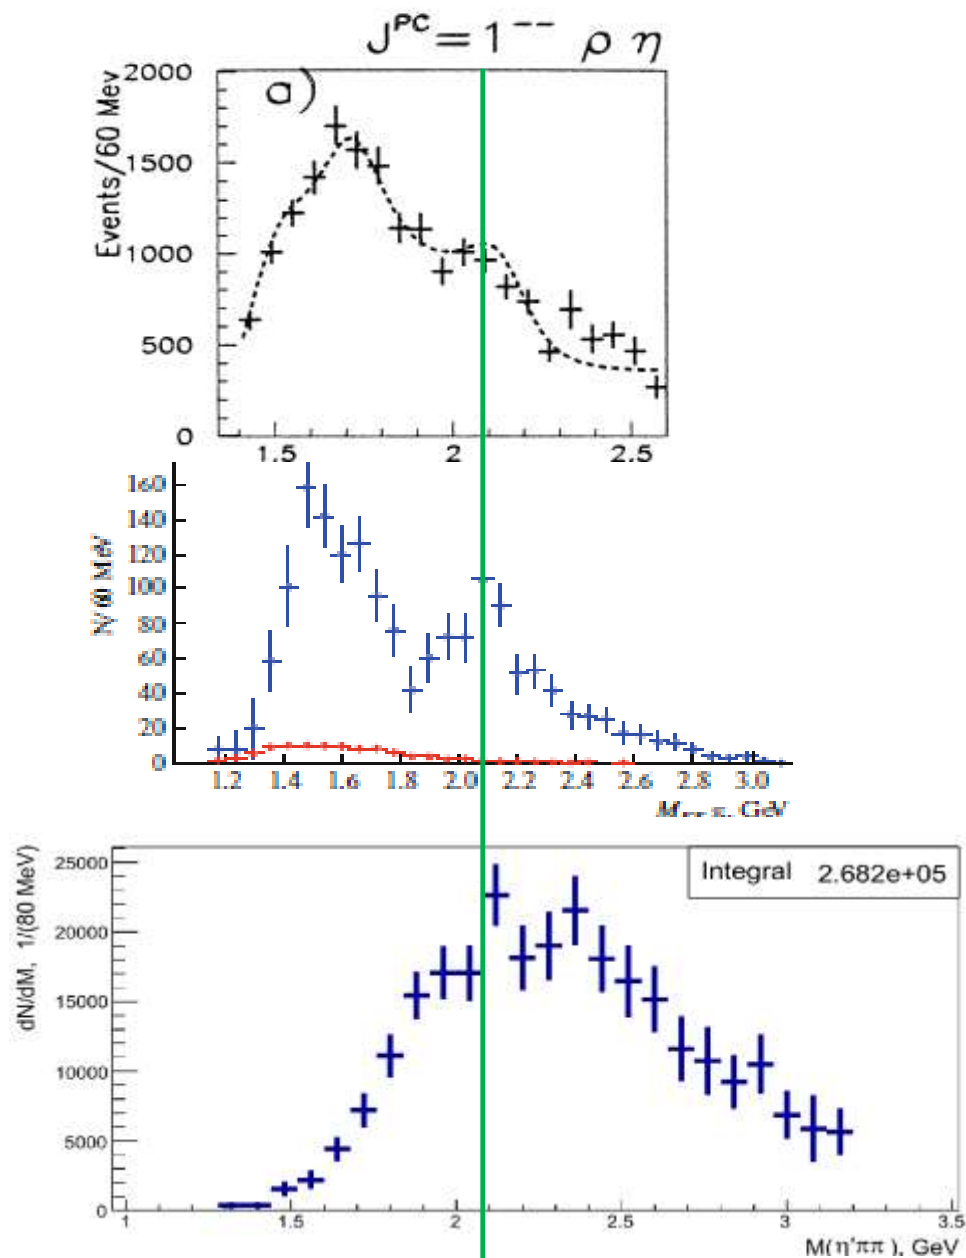 J^PC = 1^-- ρ η
a)
Events/60 Mev
2000
1500
1000
500
0
1.5 2 2.5
160
140
120
100
80
60
40
20
0
1.2 1.4 1.6 1.8 2.0 2.2 2.4 2.6 2.8 3.0
GeV
Integral 2.682e+05
dN/dM, 1/(80 MeV)
25000
20000
15000
10000
5000
0
1 1.5 2 2.5 3 3.5
M(η'ππ), GeV